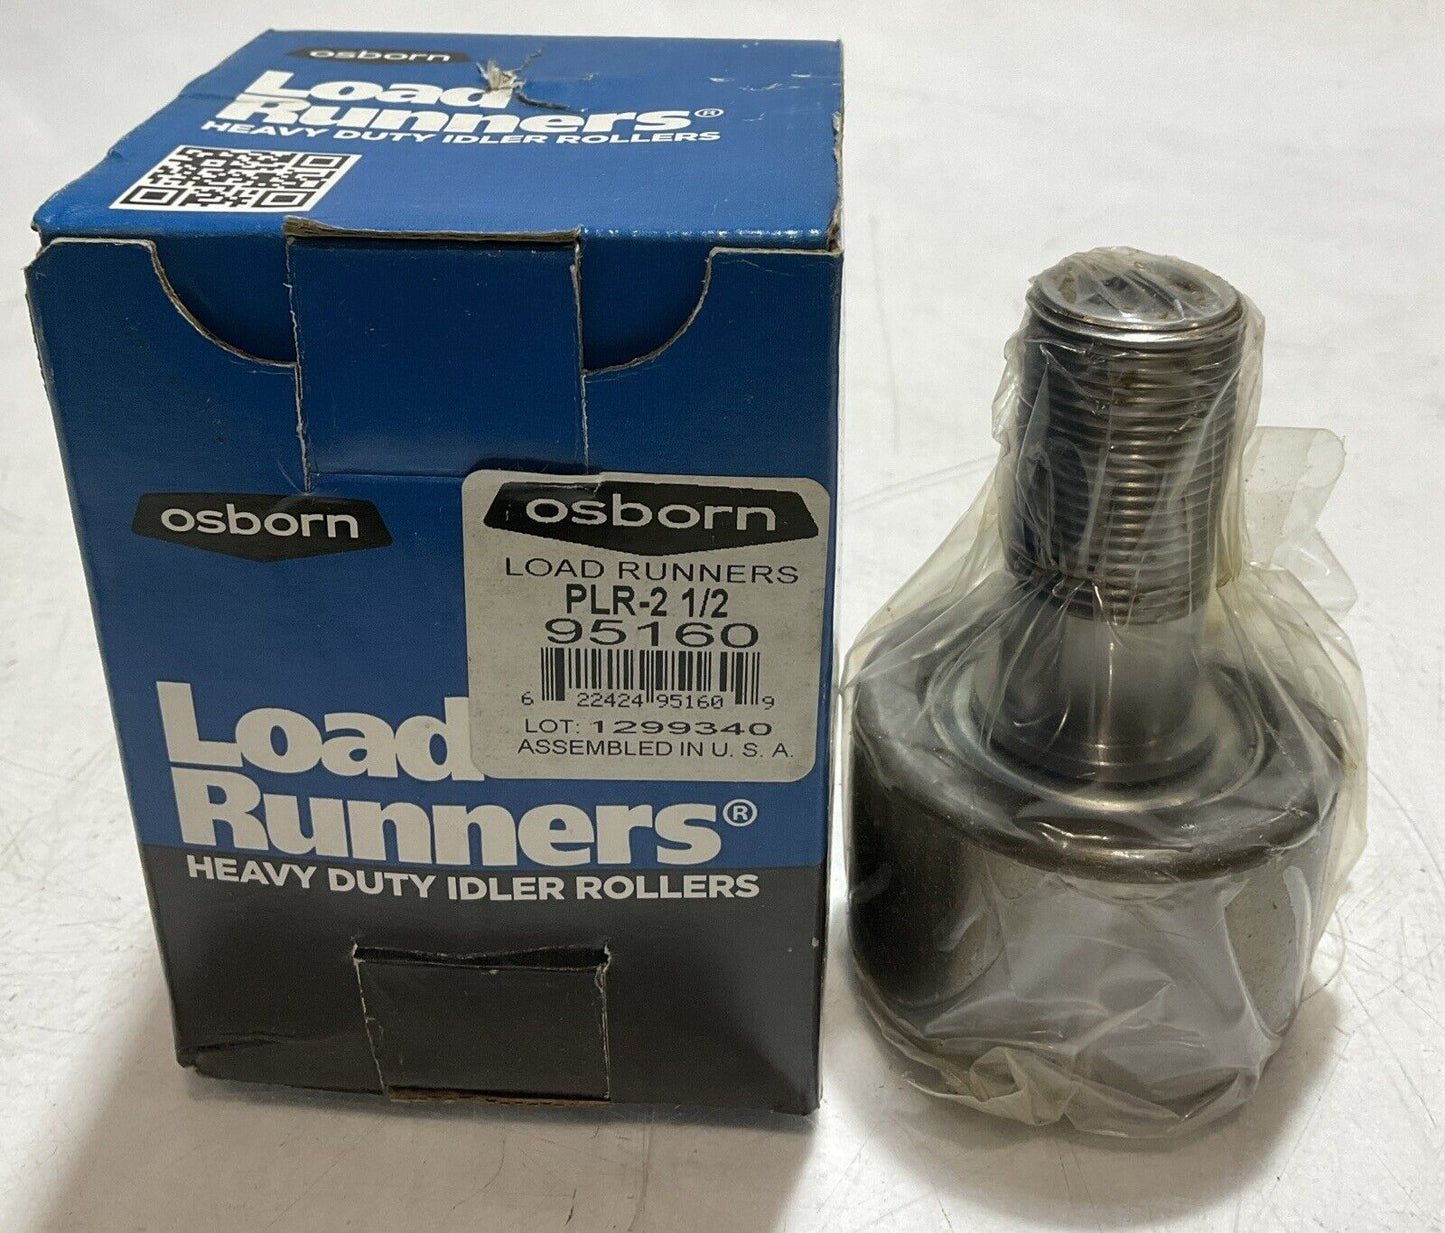 osborn
Load
Runners®
HEAVY DUTY IDLER ROLLERS
osborn
osborn
LOAD RUNNERS
PLR-2 1/2
95160
6 22424 95160 9
LOT: 1299340
ASSEMBLED IN U. S. A.
Load
Runners®
HEAVY DUTY IDLER ROLLERS